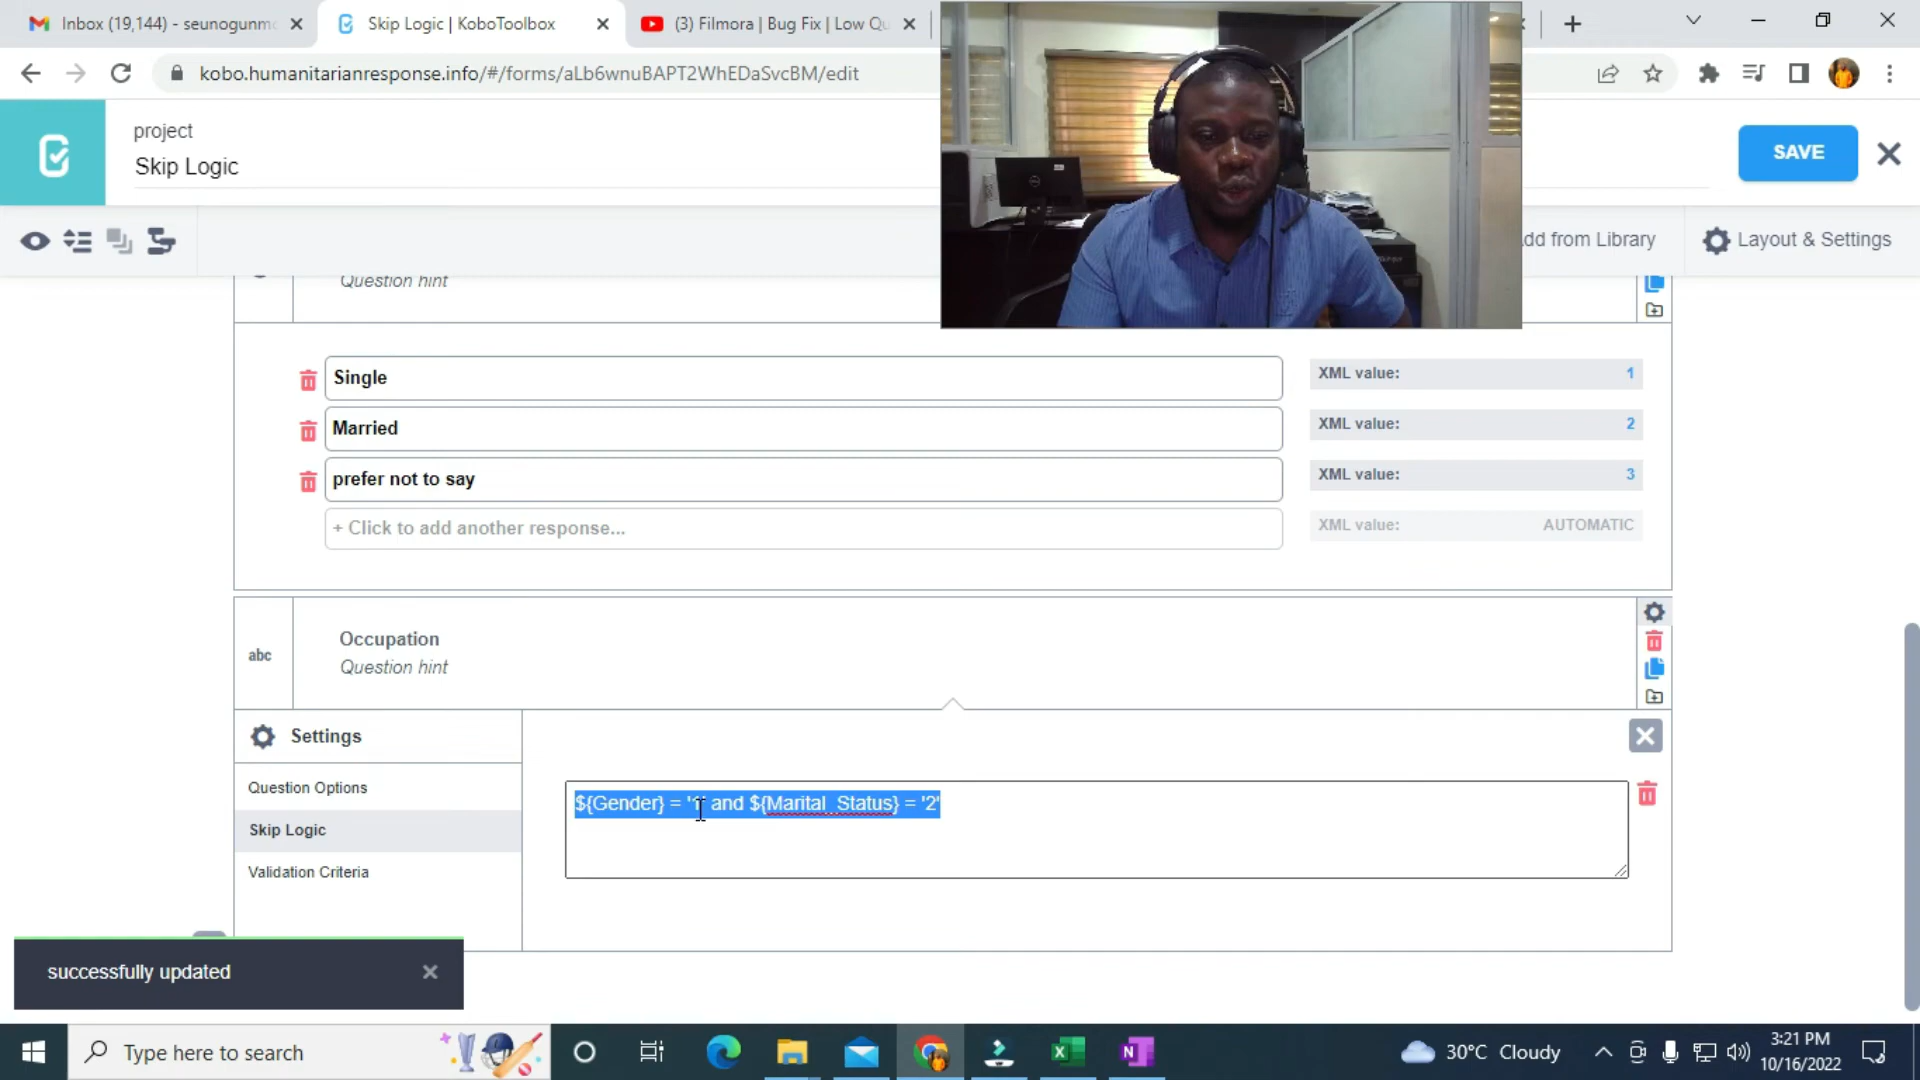 Inbox (19,144) - seunogunmo
Skip Logic | KoboToolbox
(3) Filmora | Bug Fix | Low Qu
kobo.humanitarianresponse.info/#/forms/aLb6wnuBAPT2WhEDaSvcBM/edit
project
Skip Logic
SAVE
dd from Library
Layout & Settings
Question hint
Single
XML value: 1
Married
XML value: 2
prefer not to say
XML value: 3
+ Click to add another response...
XML value: AUTOMATIC
abc
Occupation
Question hint
Settings
Question Options
Skip Logic
Validation Criteria
${Gender} = '1' and ${Marital_Status} = '2'
successfully updated
Type here to search
30°C Cloudy
3:21 PM
10/16/2022